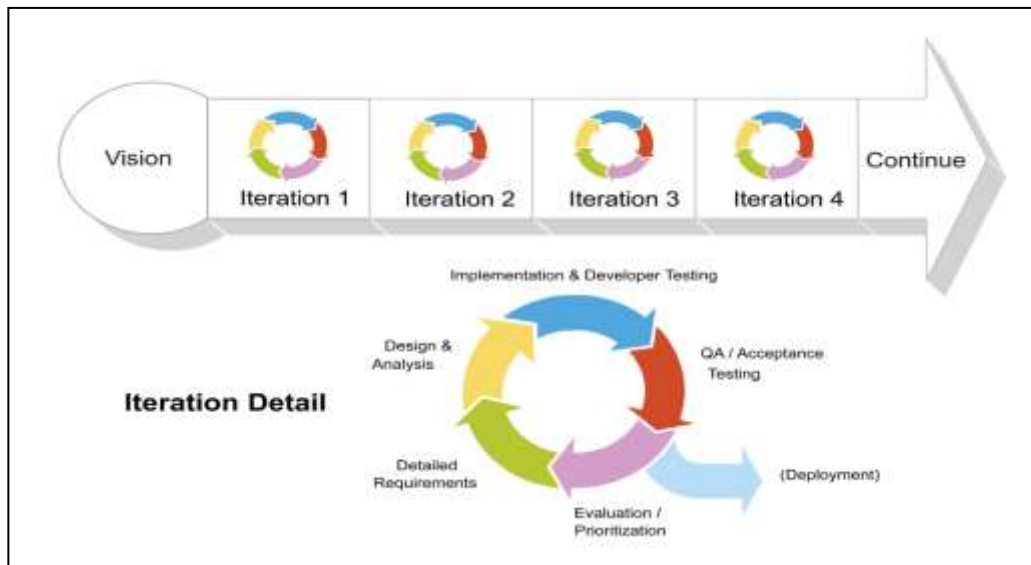 Vision
Iteration 1
Iteration 2
Iteration 3
Iteration 4
Continue
Implementation & Developer Testing
Design &
Analysis
QA / Acceptance
Testing
Iteration Detail
Detailed
Requirements
(Deployment)
Evaluation /
Prioritization